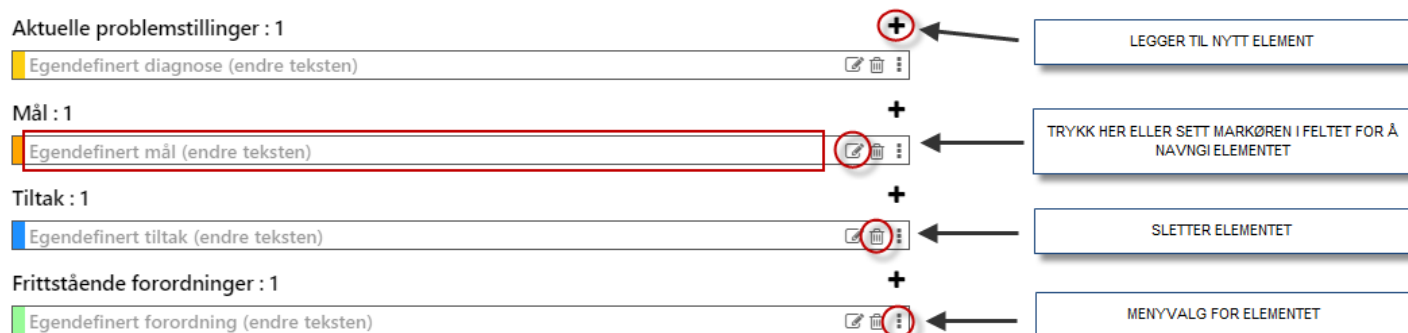 Aktuelle problemstillinger : 1
LEGGER TIL NYTT ELEMENT
Egendefinert diagnose (endre teksten)
Mål : 1
TRYKK HER ELLER SETT MARKØREN I FELTET FOR Å
NAVNGI ELEMENTET
Egendefinert mål (endre teksten)
Tiltak : 1
SLETTER ELEMENTET
Egendefinert tiltak (endre teksten)
Frittstående forordninger : 1
MENYVALG FOR ELEMENTET
Egendefinert forordning (endre teksten)